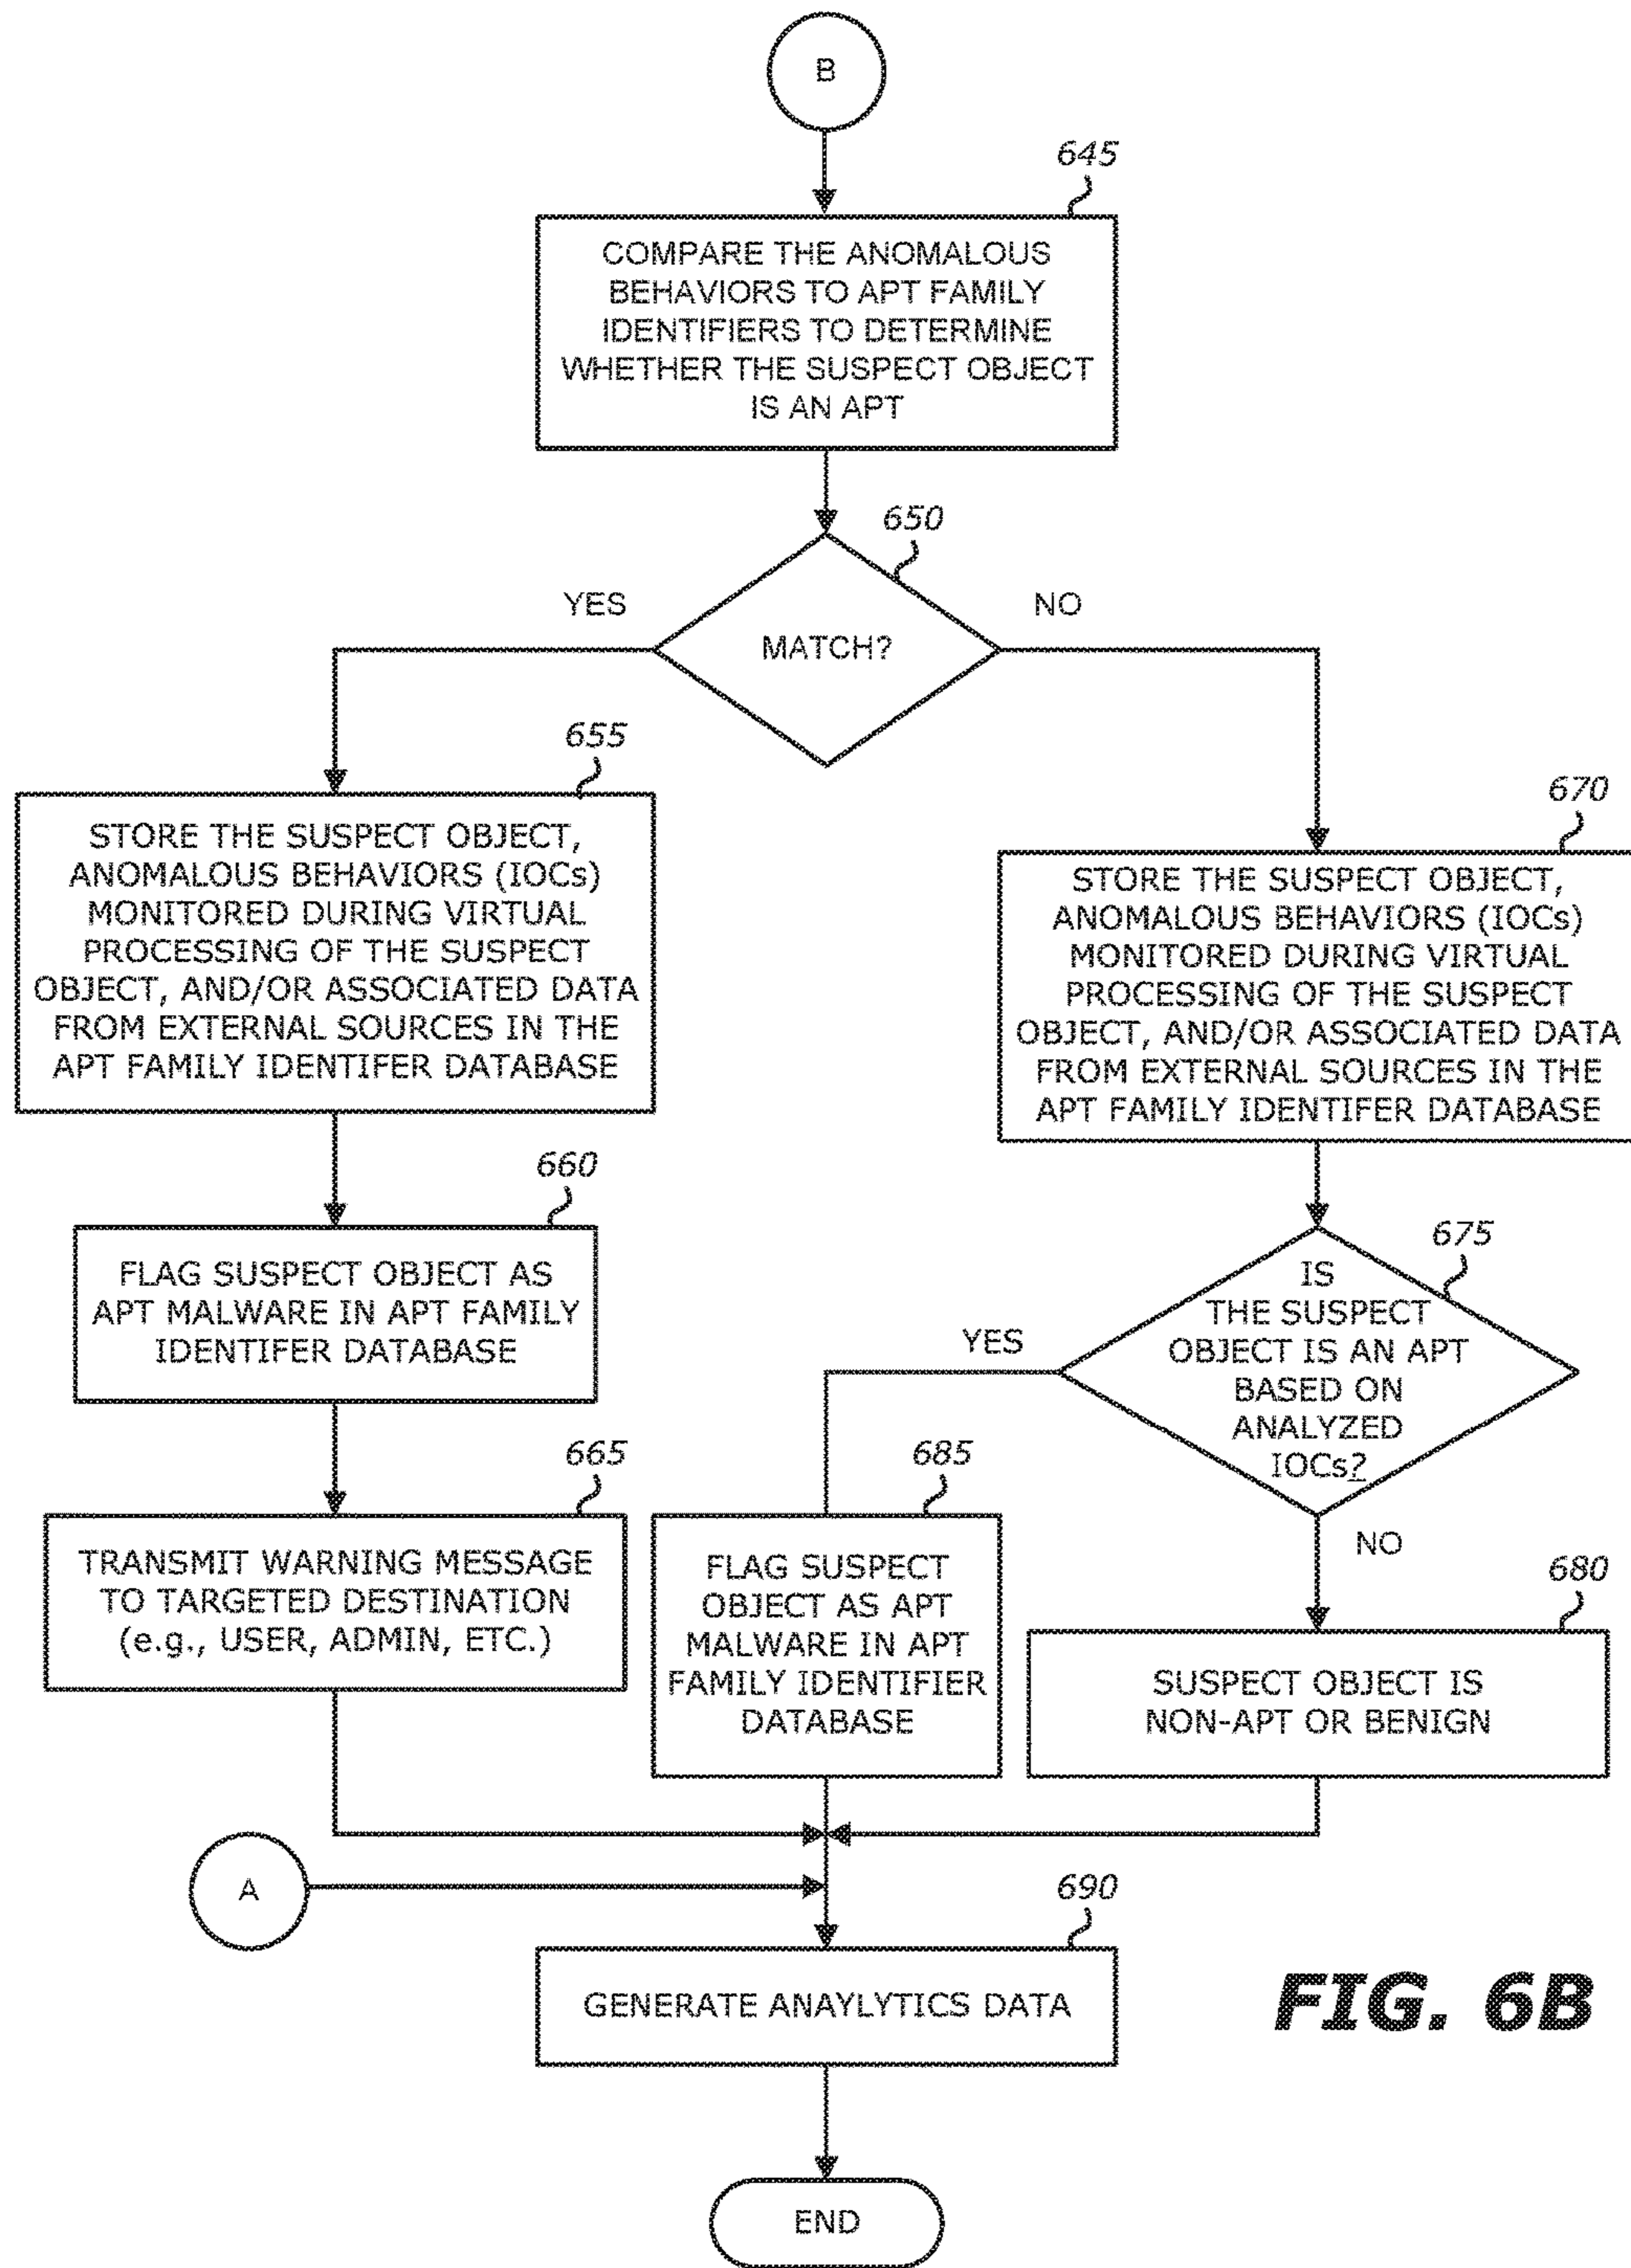 B
645
COMPARE THE ANOMALOUS
BEHAVIORS TO APT FAMILY
IDENTIFIERS TO DETERMINE
WHETHER THE SUSPECT OBJECT
IS AN APT
650
YES
NO
MATCH?
655
STORE THE SUSPECT OBJECT,
ANOMALOUS BEHAVIORS (IOCs)
MONITORED DURING VIRTUAL
PROCESSING OF THE SUSPECT
OBJECT, AND/OR ASSOCIATED DATA
FROM EXTERNAL SOURCES IN THE
APT FAMILY IDENTIFER DATABASE
670
STORE THE SUSPECT OBJECT,
ANOMALOUS BEHAVIORS (IOCs)
MONITORED DURING VIRTUAL
PROCESSING OF THE SUSPECT
OBJECT, AND/OR ASSOCIATED DATA
FROM EXTERNAL SOURCES IN THE
APT FAMILY IDENTIFER DATABASE
660
FLAG SUSPECT OBJECT AS
APT MALWARE IN APT FAMILY
IDENTIFER DATABASE
675
IS
THE SUSPECT
OBJECT IS AN APT
BASED ON
ANALYZED
IOCs?
YES
NO
665
TRANSMIT WARNING MESSAGE
TO TARGETED DESTINATION
(e.g., USER, ADMIN, ETC.)
685
FLAG SUSPECT
OBJECT AS APT
MALWARE IN APT
FAMILY IDENTIFIER
DATABASE
680
SUSPECT OBJECT IS
NON-APT OR BENIGN
A
690
GENERATE ANAYLYTICS DATA
FIG. 6B
END